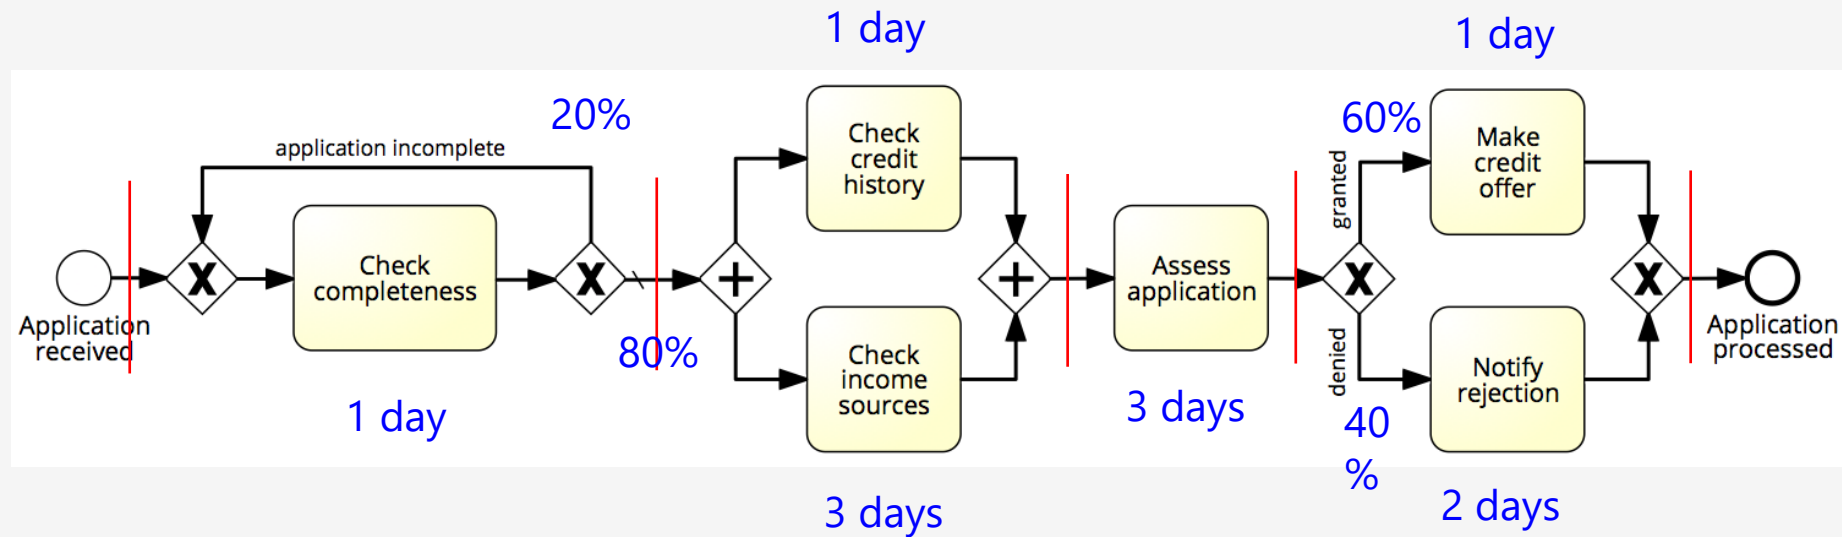 1 day
1 day
20%
application incomplete
60%
Check
credit
history
Make
credit
offer
granted
Check
completeness
Assess
application
X
X
+
+
X
X
Application
received
Application
processed
80%
Check
income
sources
denied
Notify
rejection
1 day
3 days
40
%
3 days
2 days